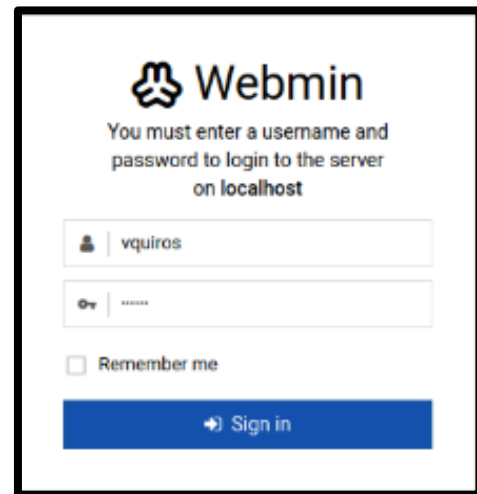 Webmin
You must enter a username and
password to login to the server
on localhost
vquiros
······
Remember me
Sign in